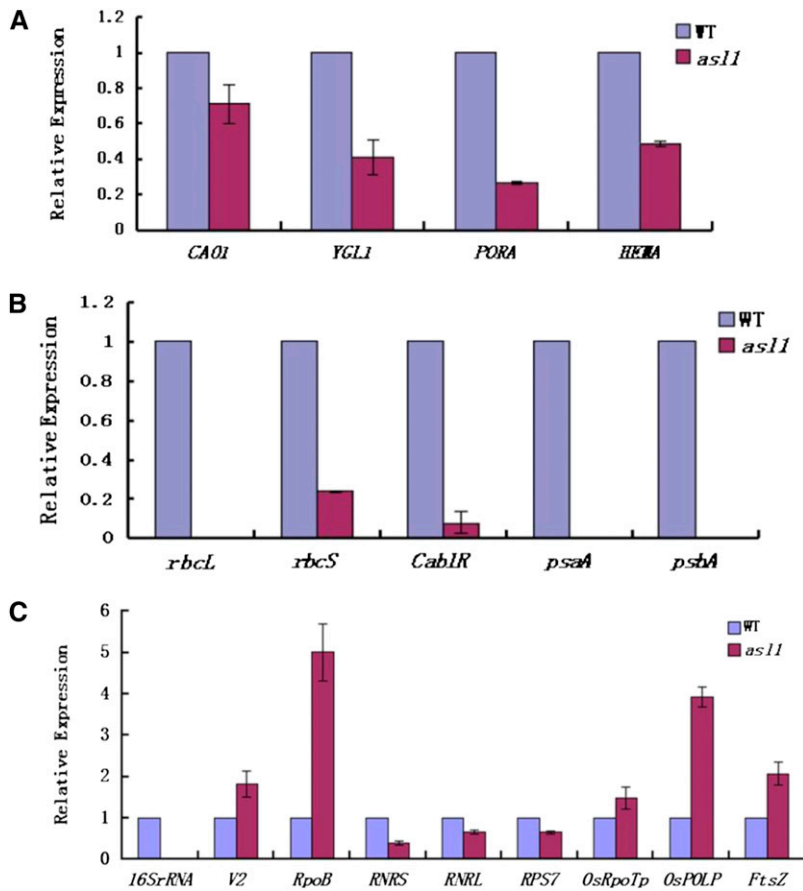 A
Relative Expression
1.2
1
0.8
0.6
0.4
0.2
0
WT
asl1
CAO1 YGL1 PORA HEMA
B
Relative Expression
1.2
1
0.8
0.6
0.4
0.2
0
WT
asl1
rbcL rbcS Cab1R psaA psbA
C
Relative Expression
6
5
4
3
2
1
0
WT
asl1
16SrRNA V2 RpoB RNRS RNRL RPS7 OsRpoTp OsPOLP FtsZ